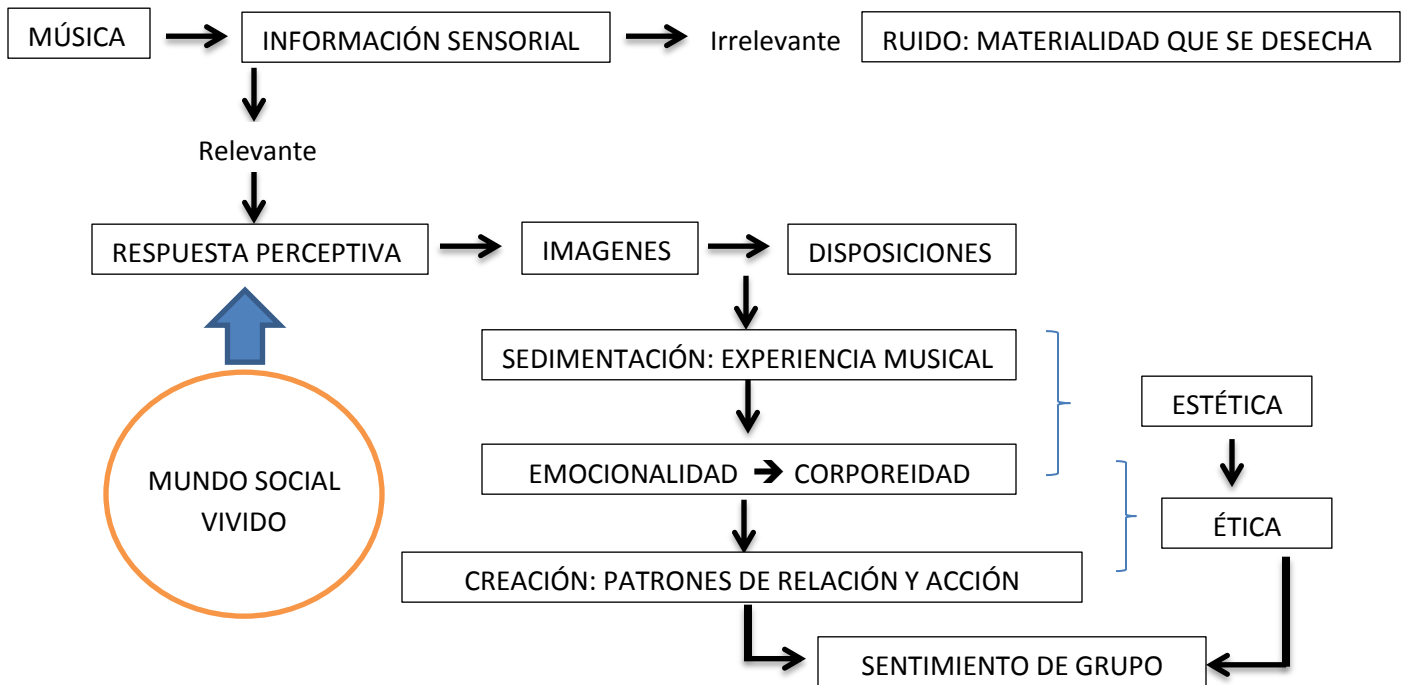 MÚSICA
INFORMACIÓN SENSORIAL
Irrelevante
RUIDO: MATERIALIDAD QUE SE DESECHA
Relevante
RESPUESTA PERCEPTIVA
IMAGENES
DISPOSICIONES
SEDIMENTACIÓN: EXPERIENCIA MUSICAL
ESTÉTICA
MUNDO SOCIAL
VIVIDO
EMOCIONALIDAD ➔ CORPOREIDAD
ÉTICA
CREACIÓN: PATRONES DE RELACIÓN Y ACCIÓN
SENTIMIENTO DE GRUPO